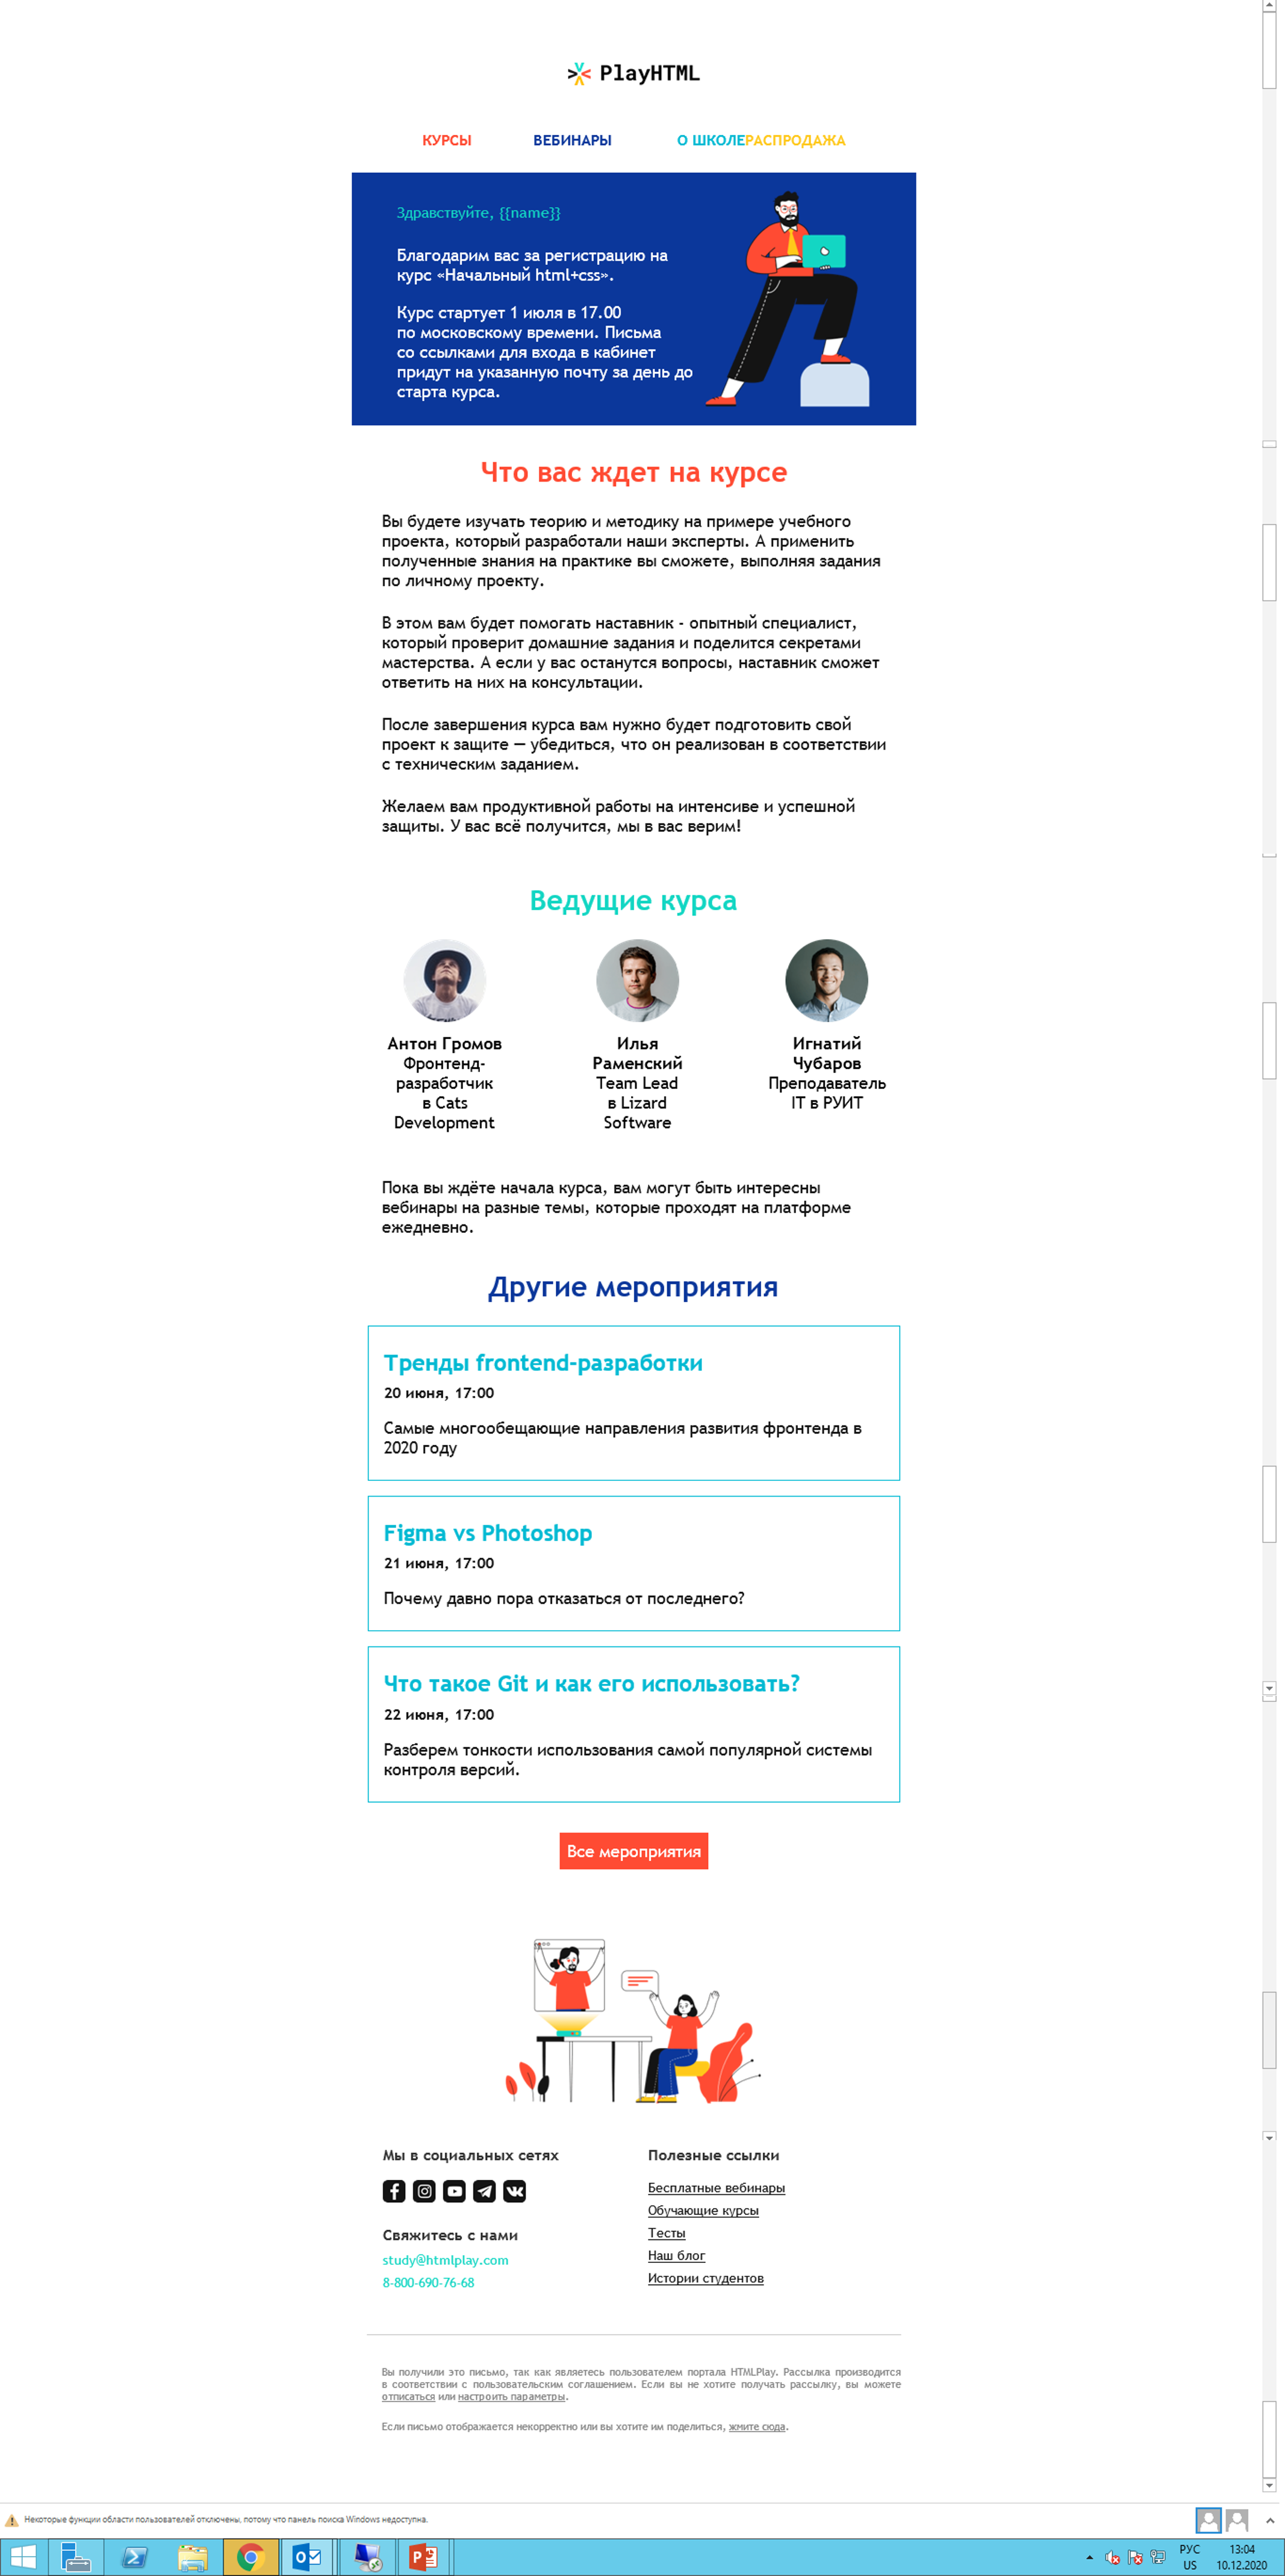 PlayHTML
КУРСЫ ВЕБИНАРЫ О ШКОЛЕРАСПРОДАЖА
Здравствуйте, {{name}}
Благодарим вас за регистрацию на
курс «Начальный html+css».
Курс стартует 1 июля в 17.00
по московскому времени. Письма
со ссылками для входа в кабинет
придут на указанную почту за день до
старта курса.
Что вас ждет на курсе
Вы будете изучать теорию и методику на примере учебного
проекта, который разработали наши эксперты. А применить
полученные знания на практике вы сможете, выполняя задания
по личному проекту.
В этом вам будет помогать наставник - опытный специалист,
который проверит домашние задания и поделится секретами
мастерства. А если у вас останутся вопросы, наставник сможет
ответить на них на консультации.
После завершения курса вам нужно будет подготовить свой
проект к защите — убедиться, что он реализован в соответствии
с техническим заданием.
Желаем вам продуктивной работы на интенсиве и успешной
защиты. У вас всё получится, мы в вас верим!
Ведущие курса
Антон Громов
Фронтенд-
разработчик
в Cats
Development
Илья
Раменский
Team Lead
в Lizard
Software
Игнатий
Чубаров
Преподаватель
IT в РУИТ
Пока вы ждёте начала курса, вам могут быть интересны
вебинары на разные темы, которые проходят на платформе
ежедневно.
Другие мероприятия
Тренды frontend-разработки
20 июня, 17:00
Самые многообещающие направления развития фронтенда в
2020 году
Figma vs Photoshop
21 июня, 17:00
Почему давно пора отказаться от последнего?
Что такое Git и как его использовать?
22 июня, 17:00
Разберем тонкости использования самой популярной системы
контроля версий.
Все мероприятия
Мы в социальных сетях
Свяжитесь с нами
study@htmlplay.com
8-800-690-76-68
Полезные ссылки
Бесплатные вебинары
Обучающие курсы
Тесты
Наш блог
Истории студентов
Вы получили это письмо, так как являетесь пользователем портала HTMLPlay. Рассылка производится
в соответствии с пользовательским соглашением. Если вы не хотите получать рассылку, вы можете
отписаться или настроить параметры.
Если письмо отображается некорректно или вы хотите им поделиться, жмите сюда.
Некоторые функции области пользователей отключены, потому что панель поиска Windows недоступна.
РУС 13:04
US 10.12.2020